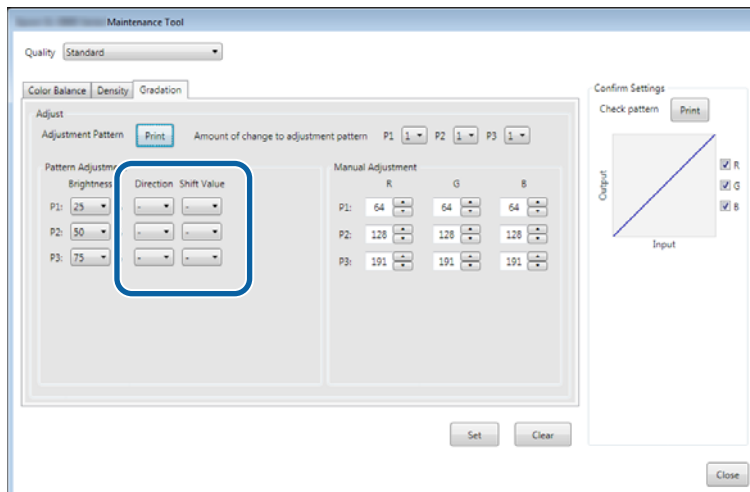 Maintenance Tool
Quality Standard
Color Balance Density Gradation
Adjust
Adjustment Pattern Print Amount of change to adjustment pattern P1 1 P2 1 P3 1
Pattern Adjustme
Brightness Direction Shift Value
P1: 25 - -
P2: 50 - -
P3: 75 - -
Manual Adjustment
R G B
P1: 64 64 64
P2: 128 128 128
P3: 191 191 191
Set Clear
Confirm Settings
Check pattern Print
Output
Input
R
G
B
Close